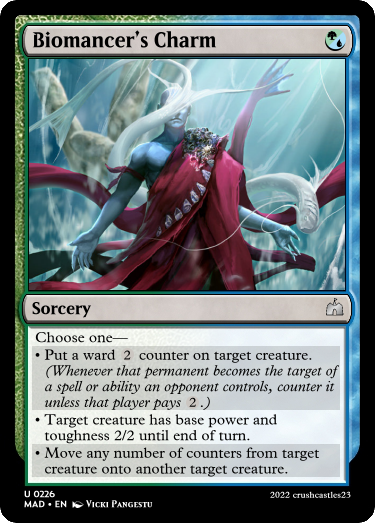 Biomancer's Charm
Sorcery
Choose one—
• Put a ward 2 counter on target creature.
(Whenever that permanent becomes the target
of a spell or ability an opponent controls, counter it
unless that player pays 2.)
• Target creature has base power and
toughness 2/2 until end of turn.
• Move any number of counters from target
creature onto another target creature.
U 0226
MAD • EN Vicki Pangestu
2022 crushcastles23